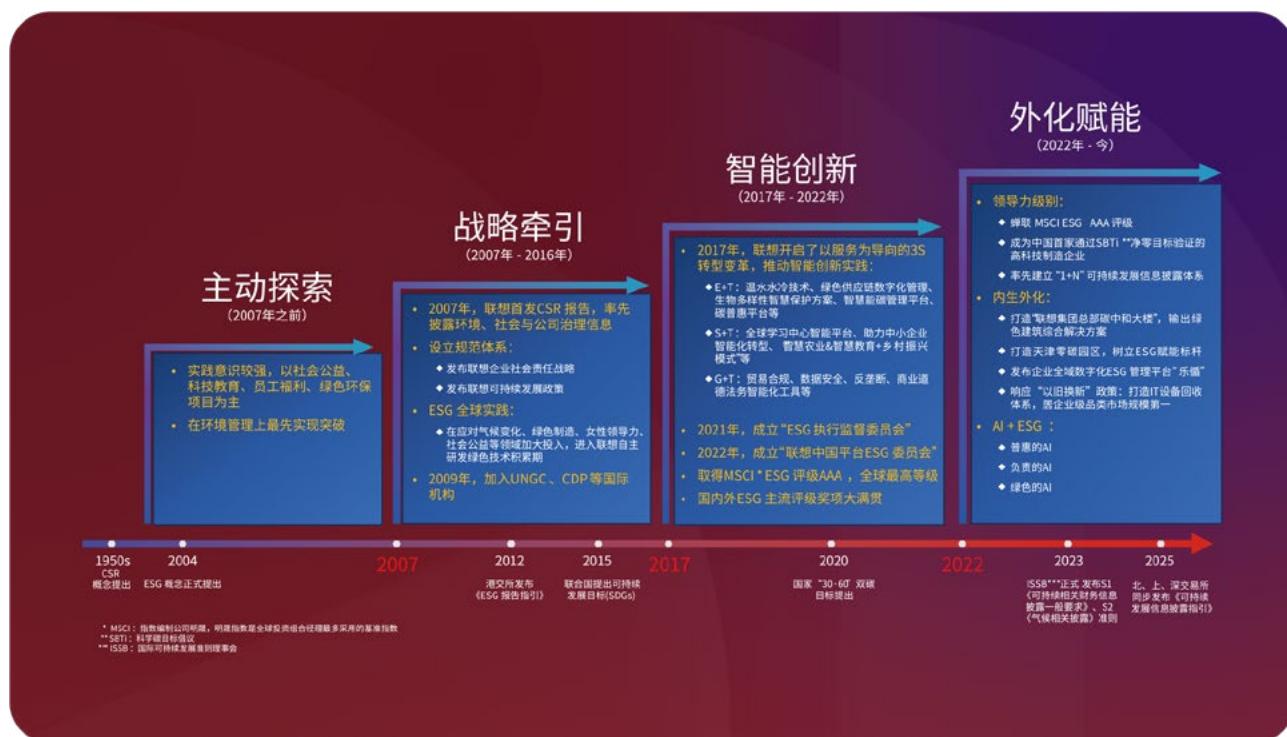 主动探索
（2007年之前）
• 实践意识较强，以社会公益、
科技教育、员工福利、绿色环保
项目为主
• 在环境管理上最先实现突破
战略牵引
（2007年 - 2016年）
• 2007年，联想首发CSR 报告，率先
披露环境、社会与公司治理信息
• 设立规范体系：
◆ 发布联想企业社会责任战略
◆ 发布联想可持续发展政策
• ESG 全球实践：
◆ 在应对气候变化、绿色制造、女性领导力、
社会公益等领域加大投入，进入联想自主
研发绿色技术积累期
• 2009年，加入UNGC、CDP等国际
机构
智能创新
（2017年 - 2022年）
• 2017年，联想开启了以服务为导向的3S
转型变革，推动智能创新实践：
◆ E+T：温水水冷技术、绿色供应链数字化管理、
生物多样性智慧保护方案、智慧能碳管理平台、
碳普惠平台等
◆ S+T：全球学习中心智能平台、助力中小企业
智能化转型、 智慧农业&智慧教育+乡村振兴
模式”等
◆ G+T：贸易合规、数据安全、反垄断、商业道
德法务智能化工具等
• 2021年，成立“ESG 执行监督委员会”
• 2022年，成立“联想中国平台ESG 委员会”
• 取得MSCI * ESG 评级AAA ，全球最高等级
• 国内外ESG 主流评级奖项大满贯
外化赋能
（2022年 - 今）
• 领导力级别：
◆ 蝉联 MSCI ESG AAA 评级
◆ 成为中国首家通过SBTi **净零目标验证的
高科技制造企业
◆ 率先建立“1+N”可持续发展信息披露体系
• 内生外化：
◆ 打造“联想集团总部碳中和大楼”，输出绿
色建筑综合解决方案
◆ 打造天津零碳园区，树立ESG赋能标杆
◆ 发布企业全域数字化ESG 管理平台“乐循”
◆ 响应 “以旧换新” 政策：打造IT设备回收
体系，居企业级品类市场规模第一
• AI + ESG ：
◆ 普惠的AI
◆ 负责的AI
◆ 绿色的AI
1950s
CSR
概念提出
2004
ESG 概念正式提出
2007
2012
港交所发布
《ESG 报告指引》
2015
联合国提出可持续
发展目标(SDGs)
2017
2020
国家 “30·60” 双碳
目标提出
2022
2023
ISSB***正式 发布S1
《可持续相关财务信息
披露一般要求》、S2
《气候相关披露》准则
2025
北、上、深交易所
同步发布《可持续
发展信息披露指引》
* MSCI：指数编制公司明晟，明晟指数是全球投资组合经理最多采用的基准指数
** SBTi：科学碳目标倡议
*** ISSB：国际可持续发展准则理事会